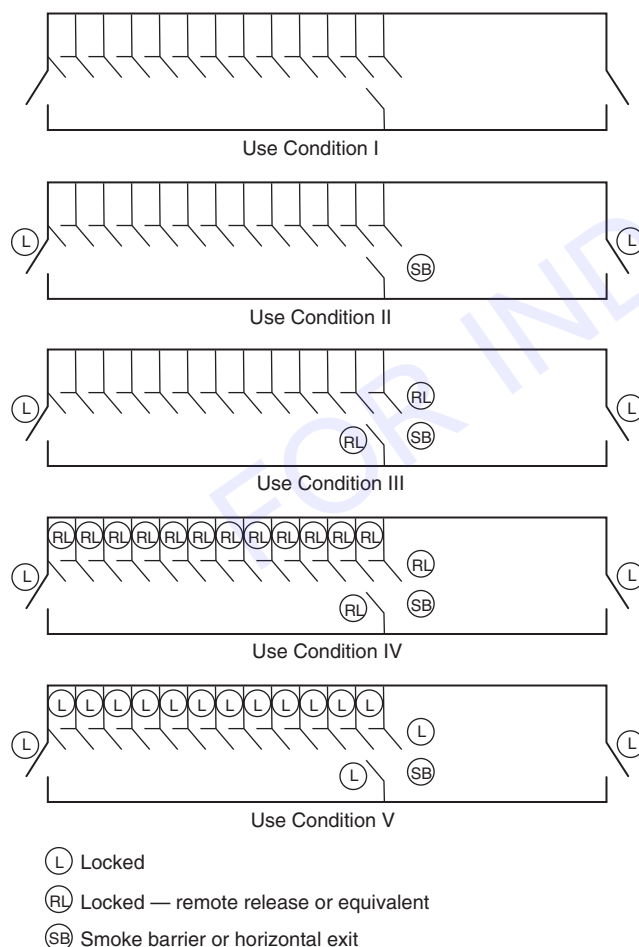 Use Condition I
L L
SB
Use Condition II
RL
L L
RL SB
Use Condition III
RL RL RL RL RL RL RL RL RL RL RL RL
RL
L L
RL SB
Use Condition IV
L L L L L L L L L L L L
L
L L
L SB
Use Condition V
L Locked
RL Locked — remote release or equivalent
SB Smoke barrier or horizontal exit
FOR IND